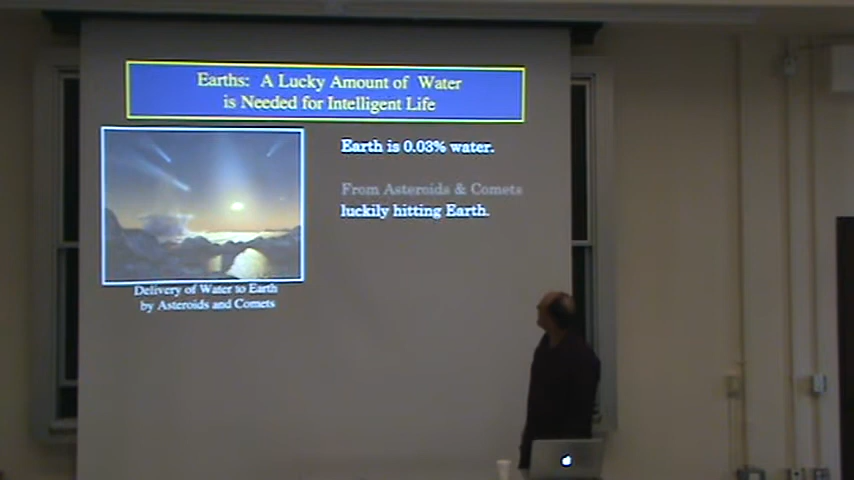 Earths: A Lucky Amount of Water
is Needed for Intelligent Life
Earth is 0.03% water.
From Asteroids & Comets
luckily hitting Earth.
Delivery of Water to Earth
by Asteroids and Comets